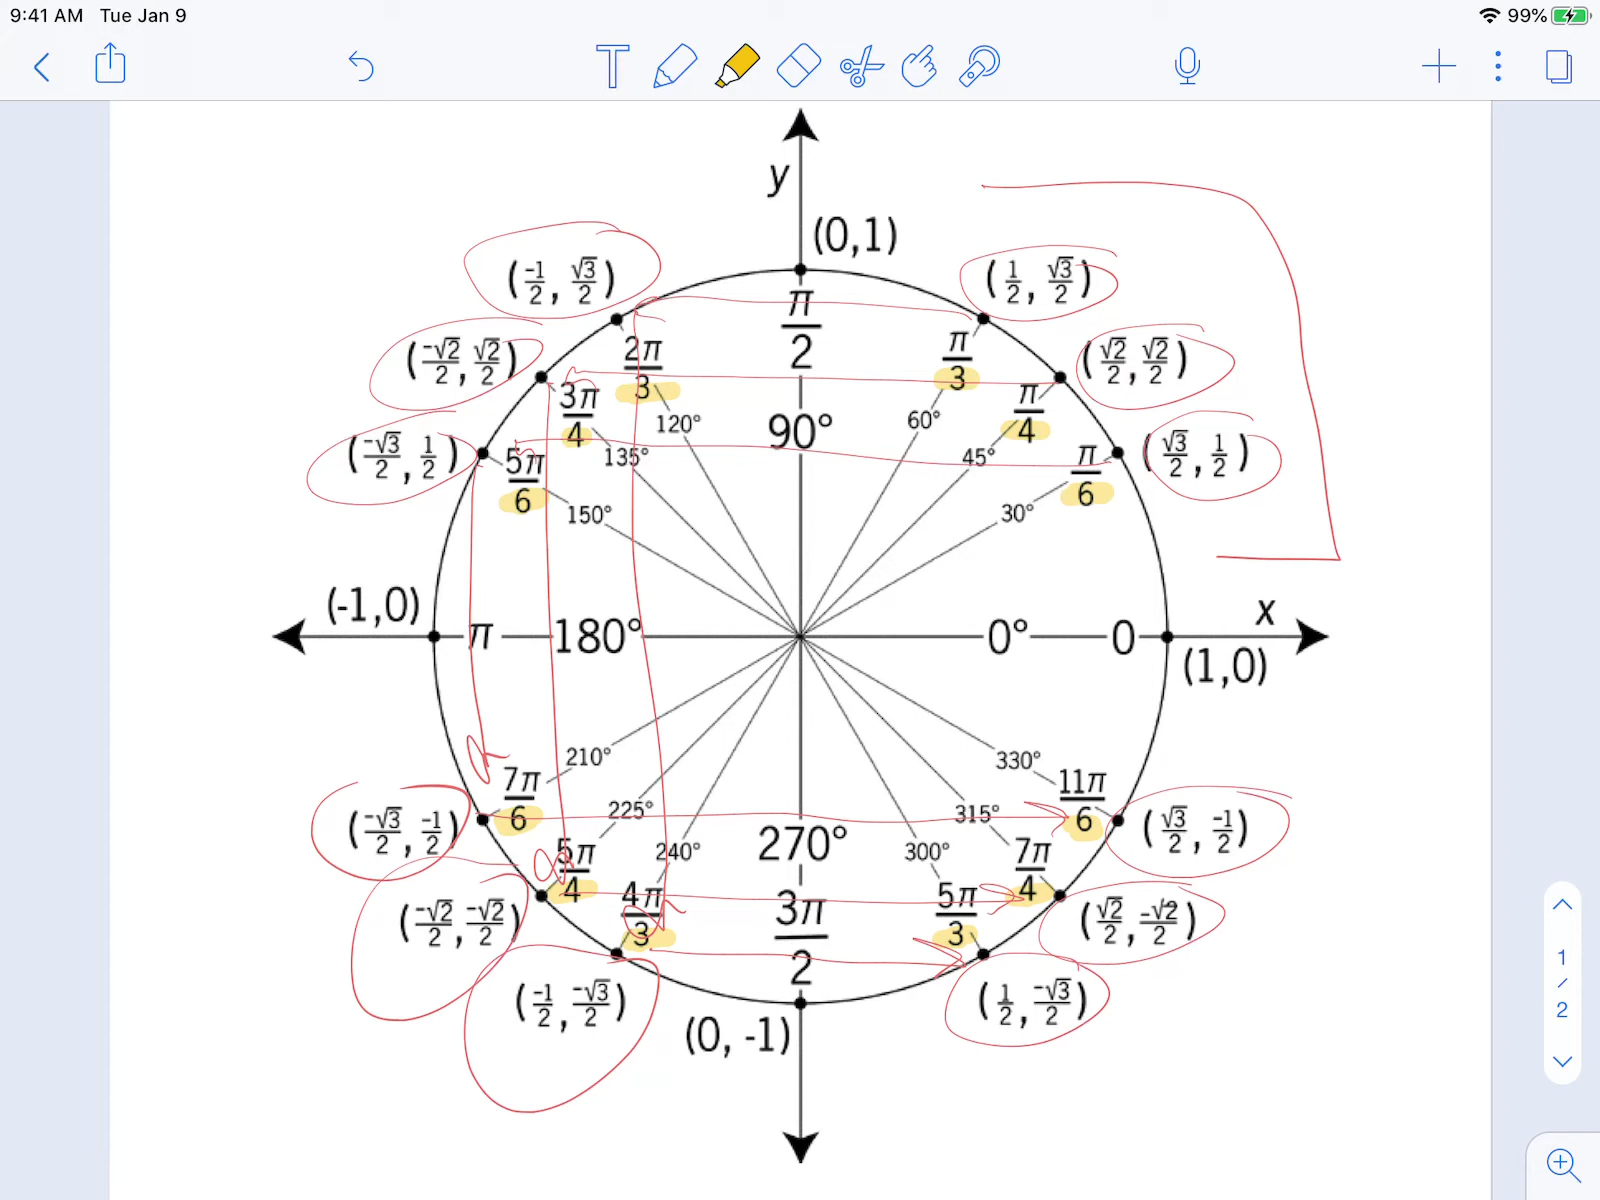 9:41 AM Tue Jan 9
99%
y
(0,1)
(-1/2, √3/2)
(1/2, √3/2)
π/2
(-√2/2, √2/2)
2π/3
π/3
(√2/2, √2/2)
3π/4
π/4
120°
90°
60°
(-√3/2, 1/2)
5π/6
135°
45°
π/6
(√3/2, 1/2)
150°
30°
(-1,0)
x
π
180°
0°
0
(1,0)
210°
330°
7π/6
11π/6
225°
315°
(-√3/2, -1/2)
(√3/2, -1/2)
5π/4
240°
270°
300°
7π/4
(-√2/2, -√2/2)
4π/3
3π/2
5π/3
(√2/2, -√2/2)
(-1/2, -√3/2)
(1/2, -√3/2)
(0, -1)
1
/
2